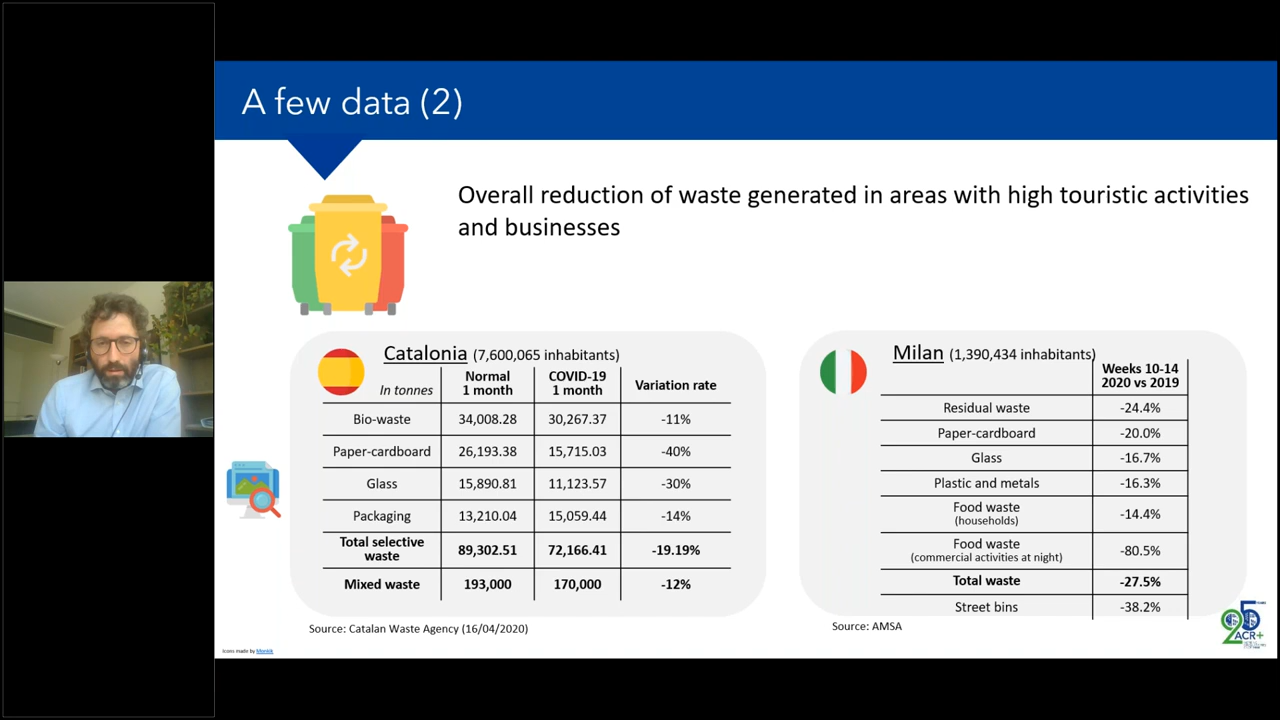 A few data (2)
Overall reduction of waste generated in areas with high touristic activities
and businesses
Catalonia (7,600,065 inhabitants)
In tonnes
Normal
1 month
COVID-19
1 month
Variation rate
Bio-waste 34,008.28 30,267.37 -11%
Paper-cardboard 26,193.38 15,715.03 -40%
Glass 15,890.81 11,123.57 -30%
Packaging 13,210.04 15,059.44 -14%
Total selective
waste
89,302.51 72,166.41 -19.19%
Mixed waste 193,000 170,000 -12%
Source: Catalan Waste Agency (16/04/2020)
Milan (1,390,434 inhabitants)
Weeks 10-14
2020 vs 2019
Residual waste -24.4%
Paper-cardboard -20.0%
Glass -16.7%
Plastic and metals -16.3%
Food waste
(households)
-14.4%
Food waste
(commercial activities at night)
-80.5%
Total waste -27.5%
Street bins -38.2%
Source: AMSA
25
YEARS
ACR+
Icons made by Monkik